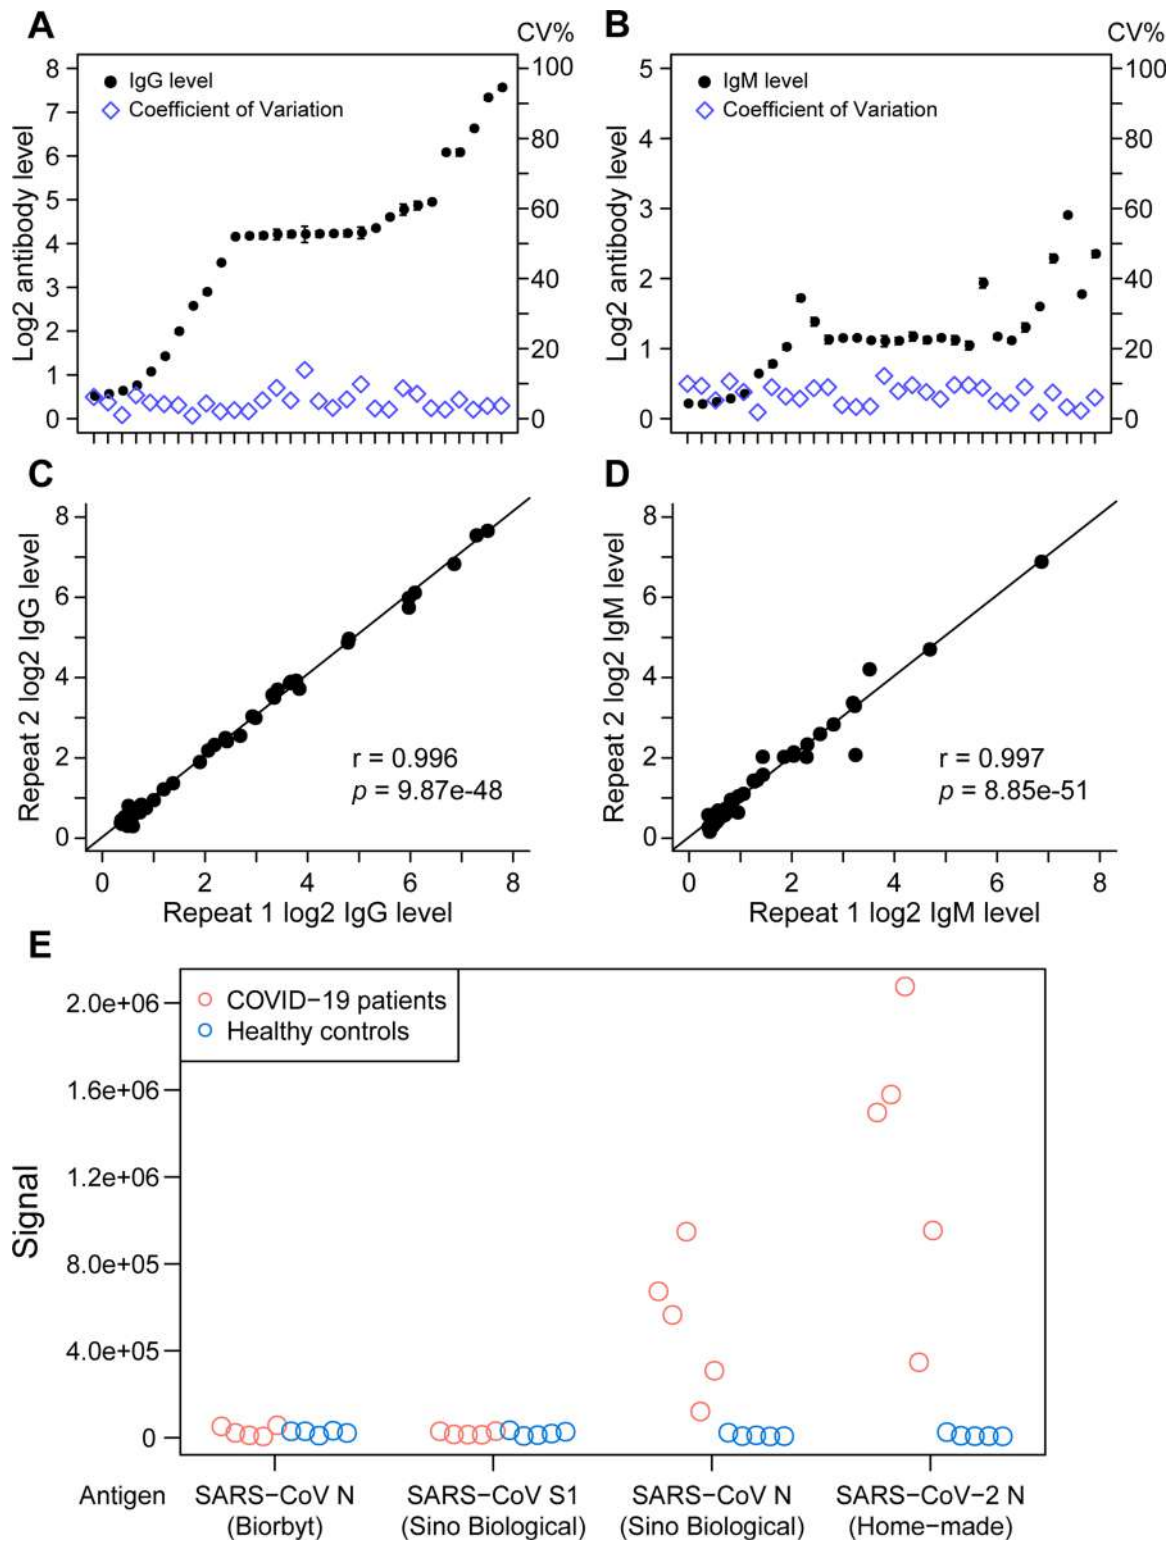 A
CV%
IgG level
Coefficient of Variation
Log2 antibody level
8
7
6
5
4
3
2
1
0
100
80
60
40
20
0
B
CV%
IgM level
Coefficient of Variation
Log2 antibody level
5
4
3
2
1
0
100
80
60
40
20
0
C
Repeat 2 log2 IgG level
8
6
4
2
0
r = 0.996
p = 9.87e-48
0 2 4 6 8
Repeat 1 log2 IgG level
D
Repeat 2 log2 IgM level
8
6
4
2
0
r = 0.997
p = 8.85e-51
0 2 4 6 8
Repeat 1 log2 IgM level
E
COVID−19 patients
Healthy controls
Signal
2.0e+06
1.6e+06
1.2e+06
8.0e+05
4.0e+05
0
Antigen
SARS−CoV N
(Biorbyt)
SARS−CoV S1
(Sino Biological)
SARS−CoV N
(Sino Biological)
SARS−CoV−2 N
(Home−made)